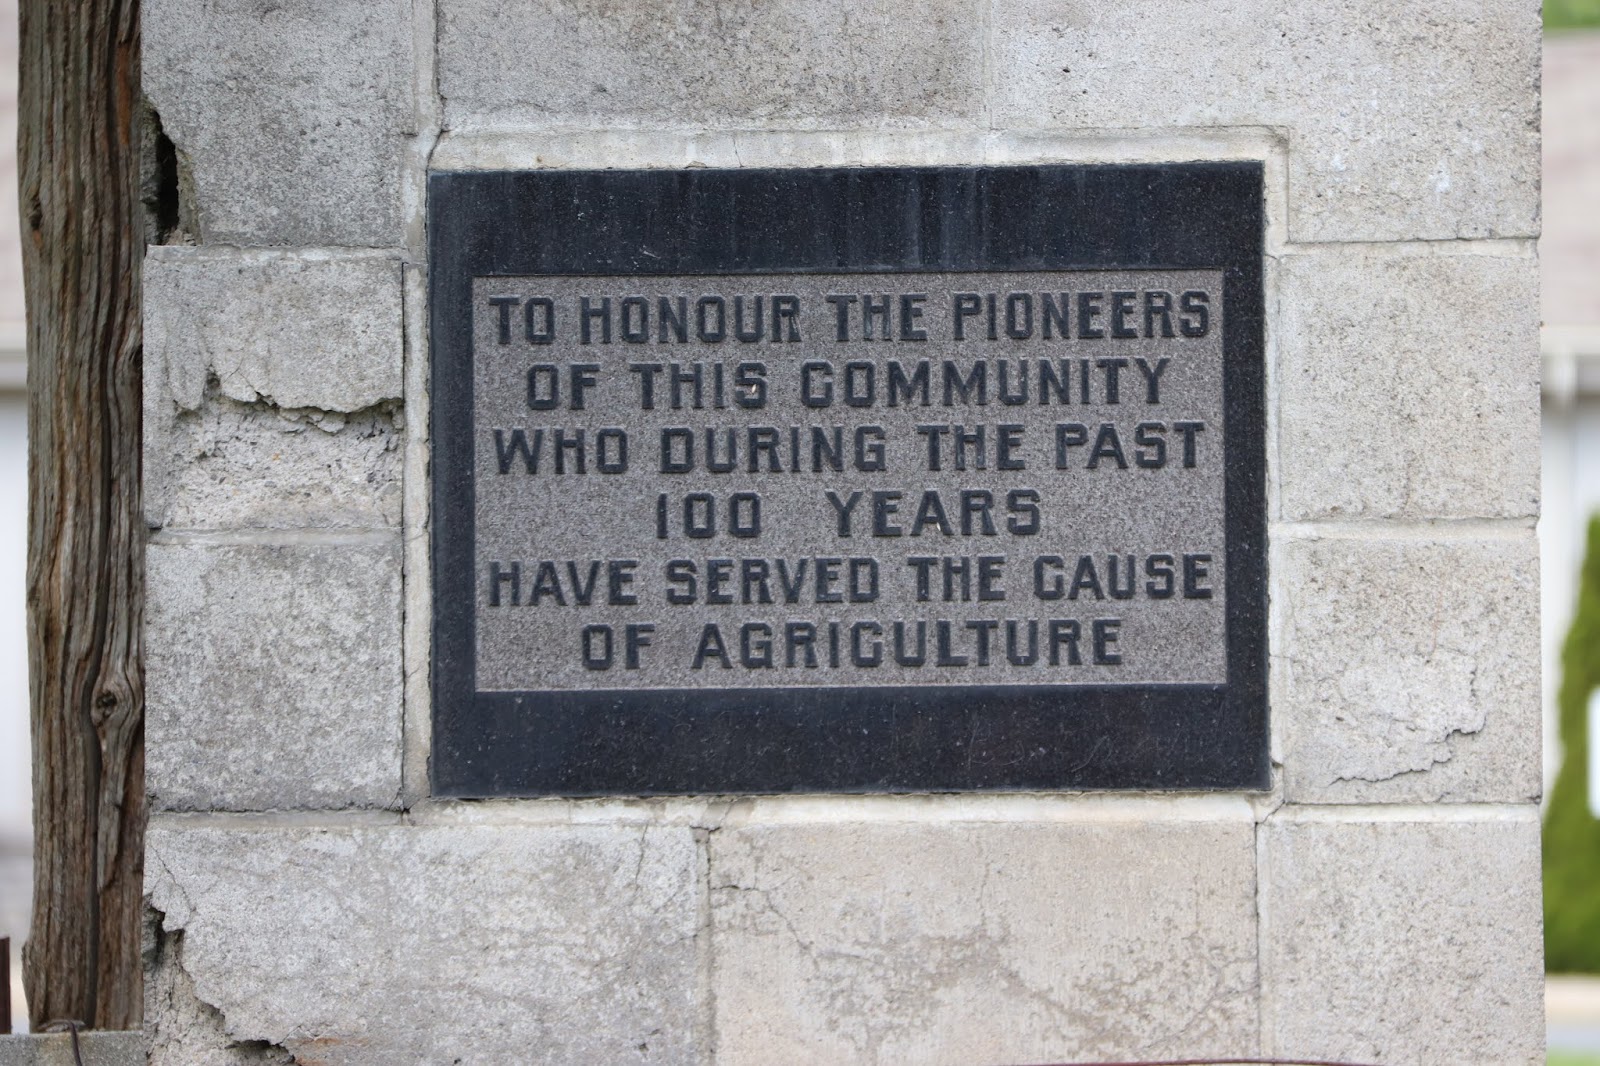 TO HONOUR THE PIONEERS
OF THIS COMMUNITY
WHO DURING THE PAST
100 YEARS
HAVE SERVED THE CAUSE
OF AGRICULTURE